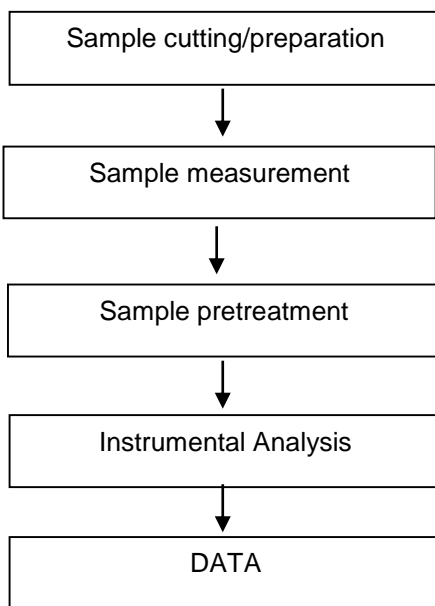 Sample cutting/preparation
Sample measurement
Sample pretreatment
Instrumental Analysis
DATA